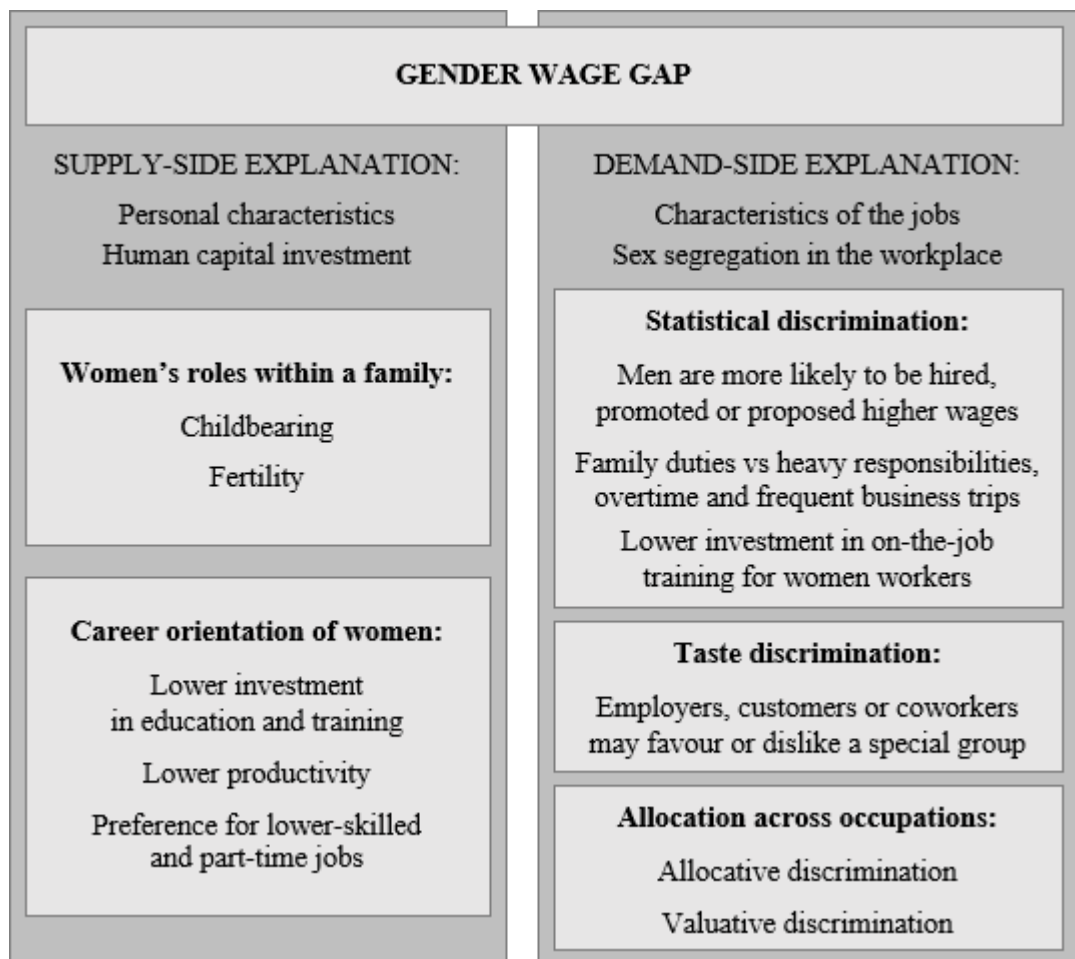 GENDER WAGE GAP
SUPPLY-SIDE EXPLANATION:
Personal characteristics
Human capital investment
Women’s roles within a family:
Childbearing
Fertility
Career orientation of women:
Lower investment
in education and training
Lower productivity
Preference for lower-skilled
and part-time jobs
DEMAND-SIDE EXPLANATION:
Characteristics of the jobs
Sex segregation in the workplace
Statistical discrimination:
Men are more likely to be hired,
promoted or proposed higher wages
Family duties vs heavy responsibilities,
overtime and frequent business trips
Lower investment in on-the-job
training for women workers
Taste discrimination:
Employers, customers or coworkers
may favour or dislike a special group
Allocation across occupations:
Allocative discrimination
Valuative discrimination